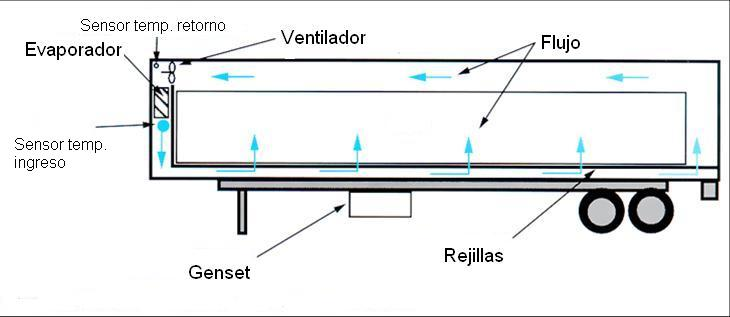 Sensor temp. retorno
Evaporador
Ventilador
Flujo
Sensor temp.
ingreso
Genset
Rejillas